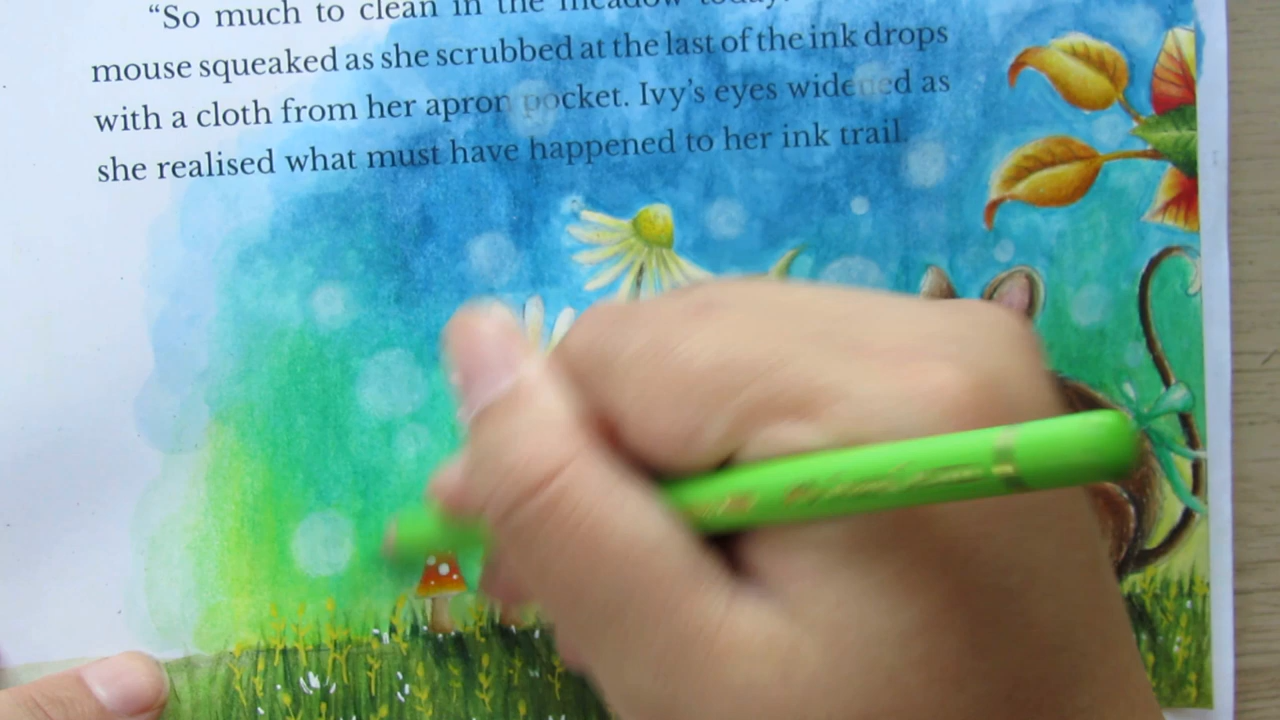 “So much to clean in the meadow today.
mouse squeaked as she scrubbed at the last of the ink drops
with a cloth from her apron pocket. Ivy’s eyes widened as
she realised what must have happened to her ink trail.